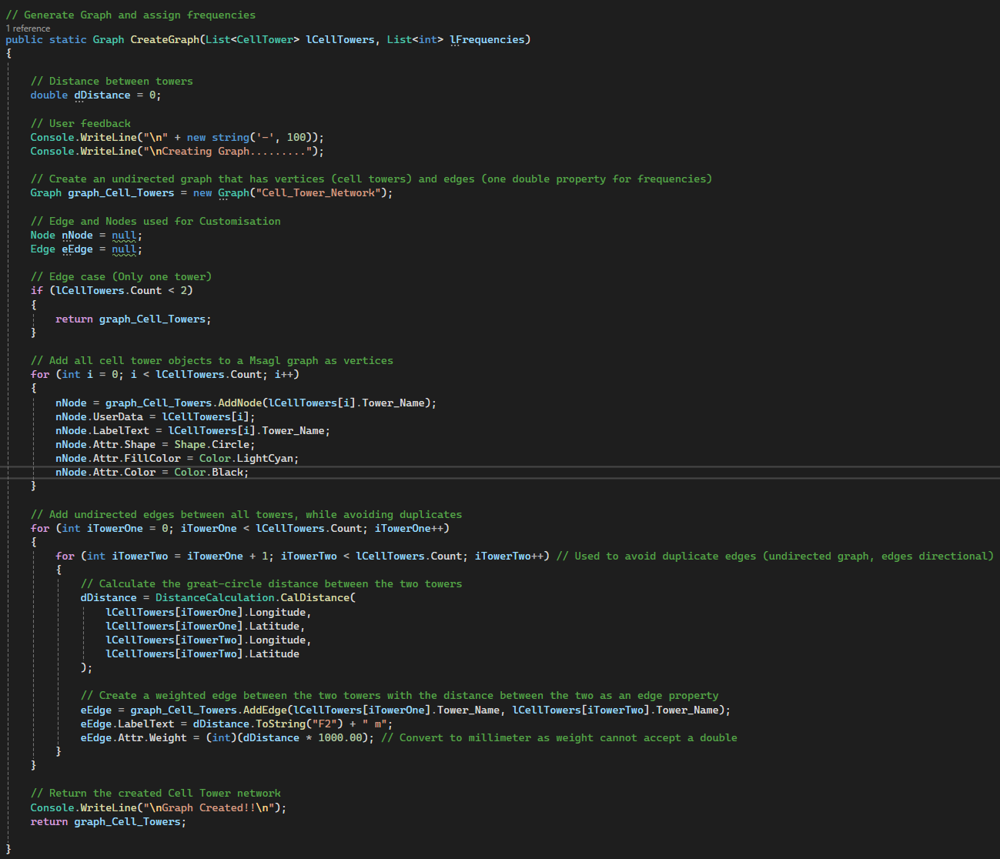 // Generate Graph and assign frequencies
1 reference
public static Graph CreateGraph(List<CellTower> lCellTowers, List<int> lFrequencies)
{
// Distance between towers
double dDistance = 0;
// User feedback
Console.WriteLine("\n" + new string('-', 100));
Console.WriteLine("\nCreating Graph.........");
// Create an undirected graph that has vertices (cell towers) and edges (one double property for frequencies)
Graph graph_Cell_Towers = new Graph("Cell_Tower_Network");
// Edge and Nodes used for Customisation
Node nNode = null;
Edge eEdge = null;
// Edge case (Only one tower)
if (lCellTowers.Count < 2)
{
return graph_Cell_Towers;
}
// Add all cell tower objects to a Msagl graph as vertices
for (int i = 0; i < lCellTowers.Count; i++)
{
nNode = graph_Cell_Towers.AddNode(lCellTowers[i].Tower_Name);
nNode.UserData = lCellTowers[i];
nNode.LabelText = lCellTowers[i].Tower_Name;
nNode.Attr.Shape = Shape.Circle;
nNode.Attr.FillColor = Color.LightCyan;
nNode.Attr.Color = Color.Black;
}
// Add undirected edges between all towers, while avoiding duplicates
for (int iTowerOne = 0; iTowerOne < lCellTowers.Count; iTowerOne++)
{
for (int iTowerTwo = iTowerOne + 1; iTowerTwo < lCellTowers.Count; iTowerTwo++) // Used to avoid duplicate edges (undirected graph, edges directional)
{
// Calculate the great-circle distance between the two towers
dDistance = DistanceCalculation.CalDistance(
lCellTowers[iTowerOne].Longitude,
lCellTowers[iTowerOne].Latitude,
lCellTowers[iTowerTwo].Longitude,
lCellTowers[iTowerTwo].Latitude
);
// Create a weighted edge between the two towers with the distance between the two as an edge property
eEdge = graph_Cell_Towers.AddEdge(lCellTowers[iTowerOne].Tower_Name, lCellTowers[iTowerTwo].Tower_Name);
eEdge.LabelText = dDistance.ToString("F2") + " m";
eEdge.Attr.Weight = (int)(dDistance * 1000.00); // Convert to millimeter as weight cannot accept a double
}
}
// Return the created Cell Tower network
Console.WriteLine("\nGraph Created!!\n");
return graph_Cell_Towers;
}